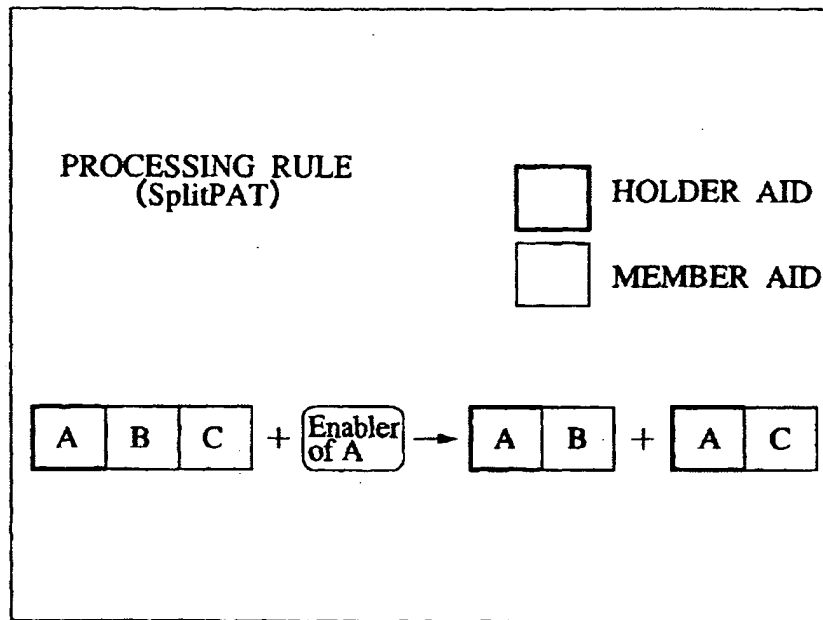 PROCESSING RULE
(SplitPAT)
HOLDER AID
MEMBER AID
A B C + Enabler of A → A B + A C